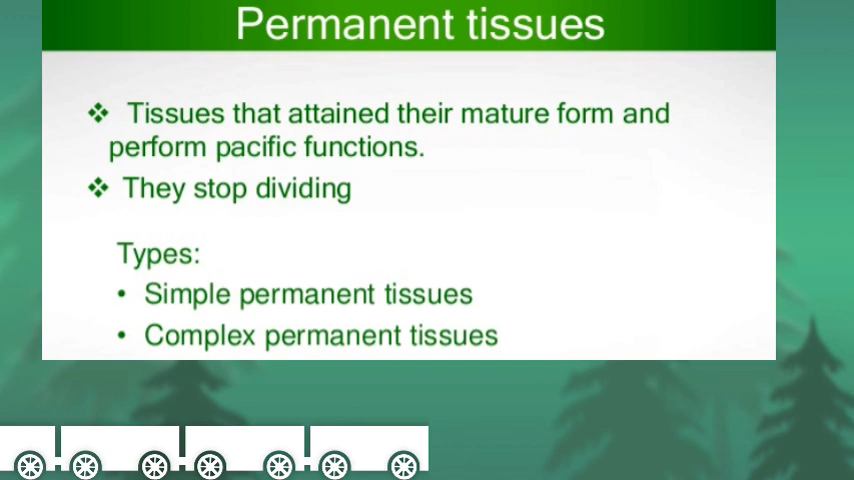 Permanent tissues
❖ Tissues that attained their mature form and
perform pacific functions.
❖ They stop dividing
Types:
• Simple permanent tissues
• Complex permanent tissues